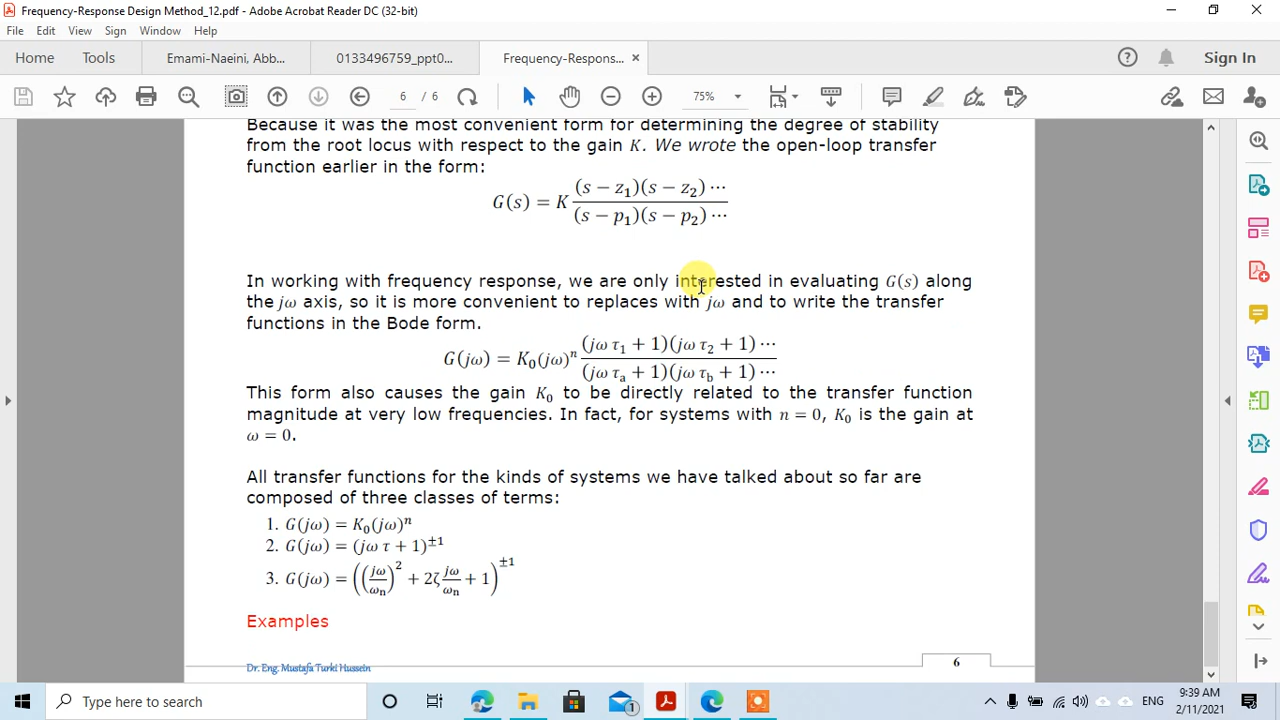 Frequency-Response Design Method_12.pdf - Adobe Acrobat Reader DC (32-bit)
File Edit View Sign Window Help
Home Tools Emami-Naeini, Abb... 0133496759_ppt0... Frequency-Respons... × Sign In
6 / 6 75%
Because it was the most convenient form for determining the degree of stability
from the root locus with respect to the gain K. We wrote the open-loop transfer
function earlier in the form:
G(s) = K (s − z₁)(s − z₂) ⋯ / (s − p₁)(s − p₂) ⋯
In working with frequency response, we are only interested in evaluating G(s) along
the jω axis, so it is more convenient to replaces with jω and to write the transfer
functions in the Bode form.
G(jω) = K₀(jω)ⁿ (jω τ₁ + 1)(jω τ₂ + 1) ⋯ / (jω τₐ + 1)(jω τ_b + 1) ⋯
This form also causes the gain K₀ to be directly related to the transfer function
magnitude at very low frequencies. In fact, for systems with n = 0, K₀ is the gain at
ω = 0.
All transfer functions for the kinds of systems we have talked about so far are
composed of three classes of terms:
1. G(jω) = K₀(jω)ⁿ
2. G(jω) = (jω τ + 1)^±1
3. G(jω) = ((jω/ωₙ)² + 2ζ jω/ωₙ + 1)^±1
Examples
Dr. Eng. Mustafa Turki Hussein
6
Type here to search
1
ENG
9:39 AM
2/11/2021